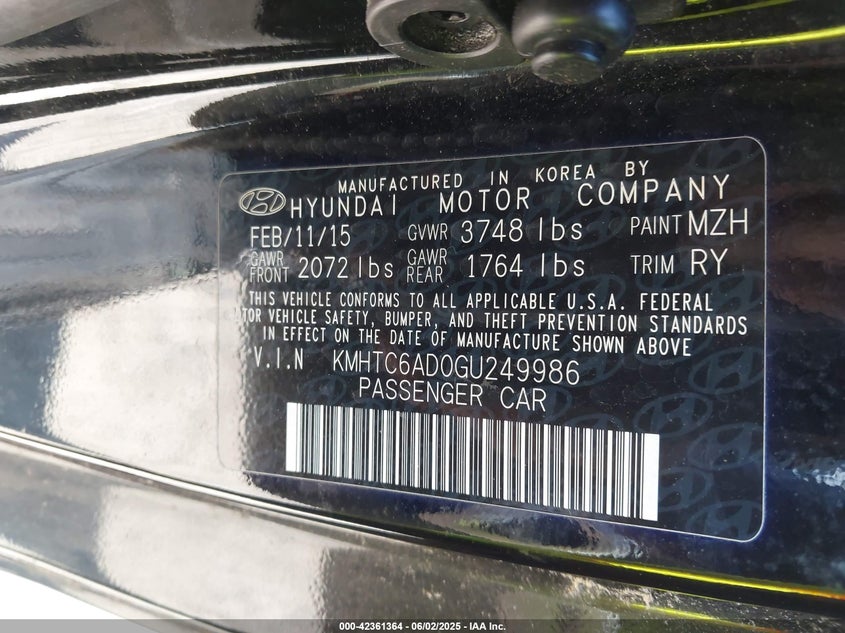 MANUFACTURED IN KOREA BY
HYUNDAI MOTOR COMPANY
FEB/11/15 GVWR 3748 lbs PAINT MZH
GAWR FRONT 2072 lbs GAWR REAR 1764 lbs TRIM RY
THIS VEHICLE CONFORMS TO ALL APPLICABLE U.S.A. FEDERAL
MOTOR VEHICLE SAFETY, BUMPER, AND THEFT PREVENTION STANDARDS
IN EFFECT ON THE DATE OF MANUFACTURE SHOWN ABOVE
V.I.N KMHTC6AD0GU249986
PASSENGER CAR
000-42361364 - 06/02/2025 - IAA Inc.